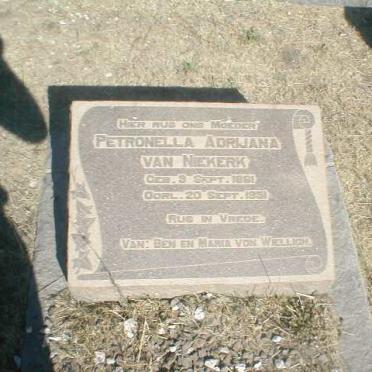 HIER RUS ONS MOEDER
PETRONELLA ADRIJANA
VAN NIEKERK
GEB. 9 SEPT. 1861
OORL. 20 SEPT. 1951
RUS IN VREDE.
VAN: BEN EN MARIA VON WIELLIGH.